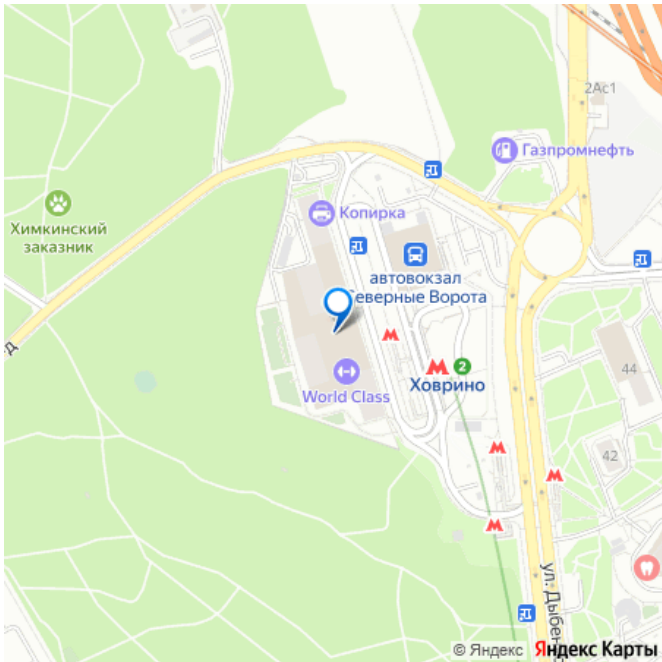 2Ас1
Газпромнефть
Копирка
Химкинский
заказник
автовокзал
Северные Ворота
2
Ховрино
World Class
44
42
ул. Дыбен
© Яндекс
Яндекс Карты